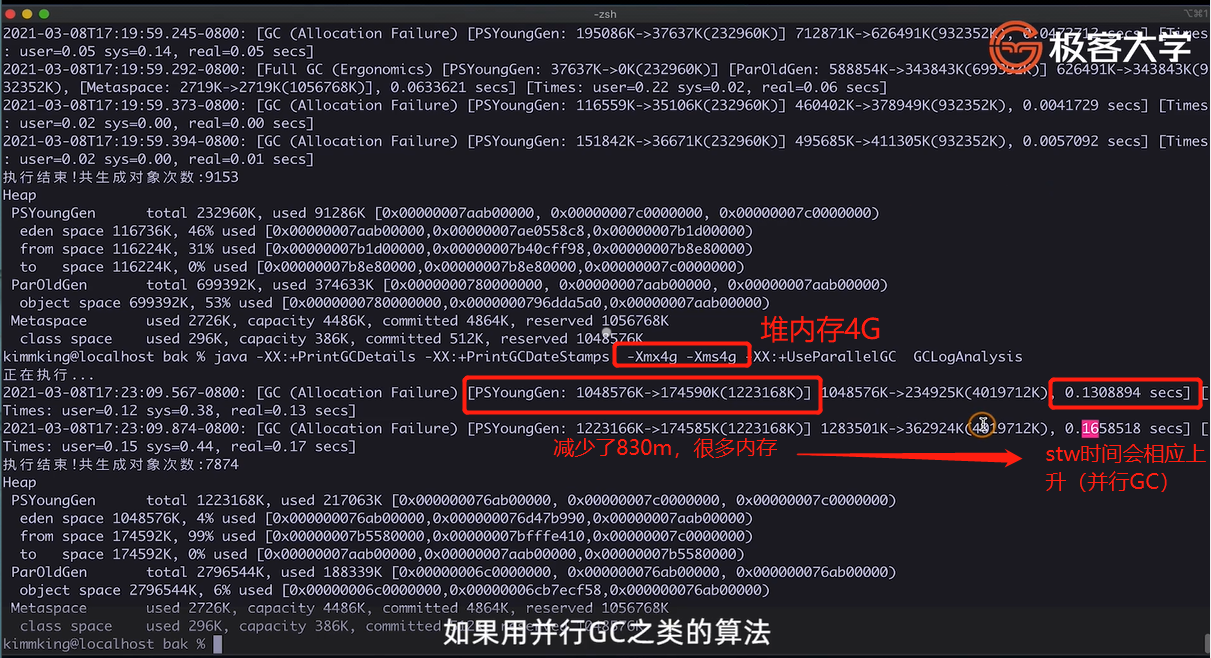 -zsh
⌥⌘1
极客大学
2021-03-08T17:19:59.245-0800: [GC (Allocation Failure) [PSYoungGen: 195086K->37637K(232960K)] 712871K->626491K(932352K), secs] [Times
: user=0.05 sys=0.14, real=0.05 secs]
2021-03-08T17:19:59.292-0800: [Full GC (Ergonomics) [PSYoungGen: 37637K->0K(232960K)] [ParOldGen: 588854K->343843K(699392K)] 626491K->343843K(9
32352K), [Metaspace: 2719K->2719K(1056768K)], 0.0633621 secs] [Times: user=0.22 sys=0.02, real=0.06 secs]
2021-03-08T17:19:59.373-0800: [GC (Allocation Failure) [PSYoungGen: 116559K->35106K(232960K)] 460402K->378949K(932352K), 0.0041729 secs] [Times
: user=0.02 sys=0.00, real=0.00 secs]
2021-03-08T17:19:59.394-0800: [GC (Allocation Failure) [PSYoungGen: 151842K->36671K(232960K)] 495685K->411305K(932352K), 0.0057092 secs] [Times
: user=0.02 sys=0.00, real=0.01 secs]
执行结束!共生成对象次数:9153
Heap
PSYoungGen total 232960K, used 91286K [0x00000007aab00000, 0x00000007c0000000, 0x00000007c0000000)
eden space 116736K, 46% used [0x00000007aab00000,0x00000007ae0558c8,0x00000007b1d00000)
from space 116224K, 31% used [0x00000007b1d00000,0x00000007b40cff98,0x00000007b8e80000)
to space 116224K, 0% used [0x00000007b8e80000,0x00000007b8e80000,0x00000007c0000000)
ParOldGen total 699392K, used 374633K [0x0000000780000000, 0x00000007aab00000, 0x00000007aab00000)
object space 699392K, 53% used [0x0000000780000000,0x0000000796dda5a0,0x00000007aab00000)
Metaspace used 2726K, capacity 4486K, committed 4864K, reserved 1056768K
class space used 296K, capacity 386K, committed 512K, reserved 1048576K
堆内存4G
kimmking@localhost bak % java -XX:+PrintGCDetails -XX:+PrintGCDateStamps -Xmx4g -Xms4g -XX:+UseParallelGC GCLogAnalysis
正在执行...
2021-03-08T17:23:09.567-0800: [GC (Allocation Failure) [PSYoungGen: 1048576K->174590K(1223168K)] 1048576K->234925K(4019712K), 0.1308894 secs] [
Times: user=0.12 sys=0.38, real=0.13 secs]
2021-03-08T17:23:09.874-0800: [GC (Allocation Failure) [PSYoungGen: 1223166K->174585K(1223168K)] 1283501K->362924K(4019712K), 0.1658518 secs] [
Times: user=0.15 sys=0.44, real=0.17 secs]
减少了830m，很多内存
stw时间会相应上
升（并行GC）
执行结束!共生成对象次数:7874
Heap
PSYoungGen total 1223168K, used 217063K [0x000000076ab00000, 0x00000007c0000000, 0x00000007c0000000)
eden space 1048576K, 4% used [0x000000076ab00000,0x000000076d47b990,0x00000007aab00000)
from space 174592K, 99% used [0x00000007b5580000,0x00000007bfffe410,0x00000007c0000000)
to space 174592K, 0% used [0x00000007aab00000,0x00000007aab00000,0x00000007b5580000)
ParOldGen total 2796544K, used 188339K [0x00000006c0000000, 0x000000076ab00000, 0x000000076ab00000)
object space 2796544K, 6% used [0x00000006c0000000,0x00000006cb7ecf58,0x000000076ab00000)
Metaspace used 2726K, capacity 4486K, committed 4864K, reserved 1056768K
class space used 296K, capacity 386K, committed
kimmking@localhost bak %
如果用并行GC之类的算法